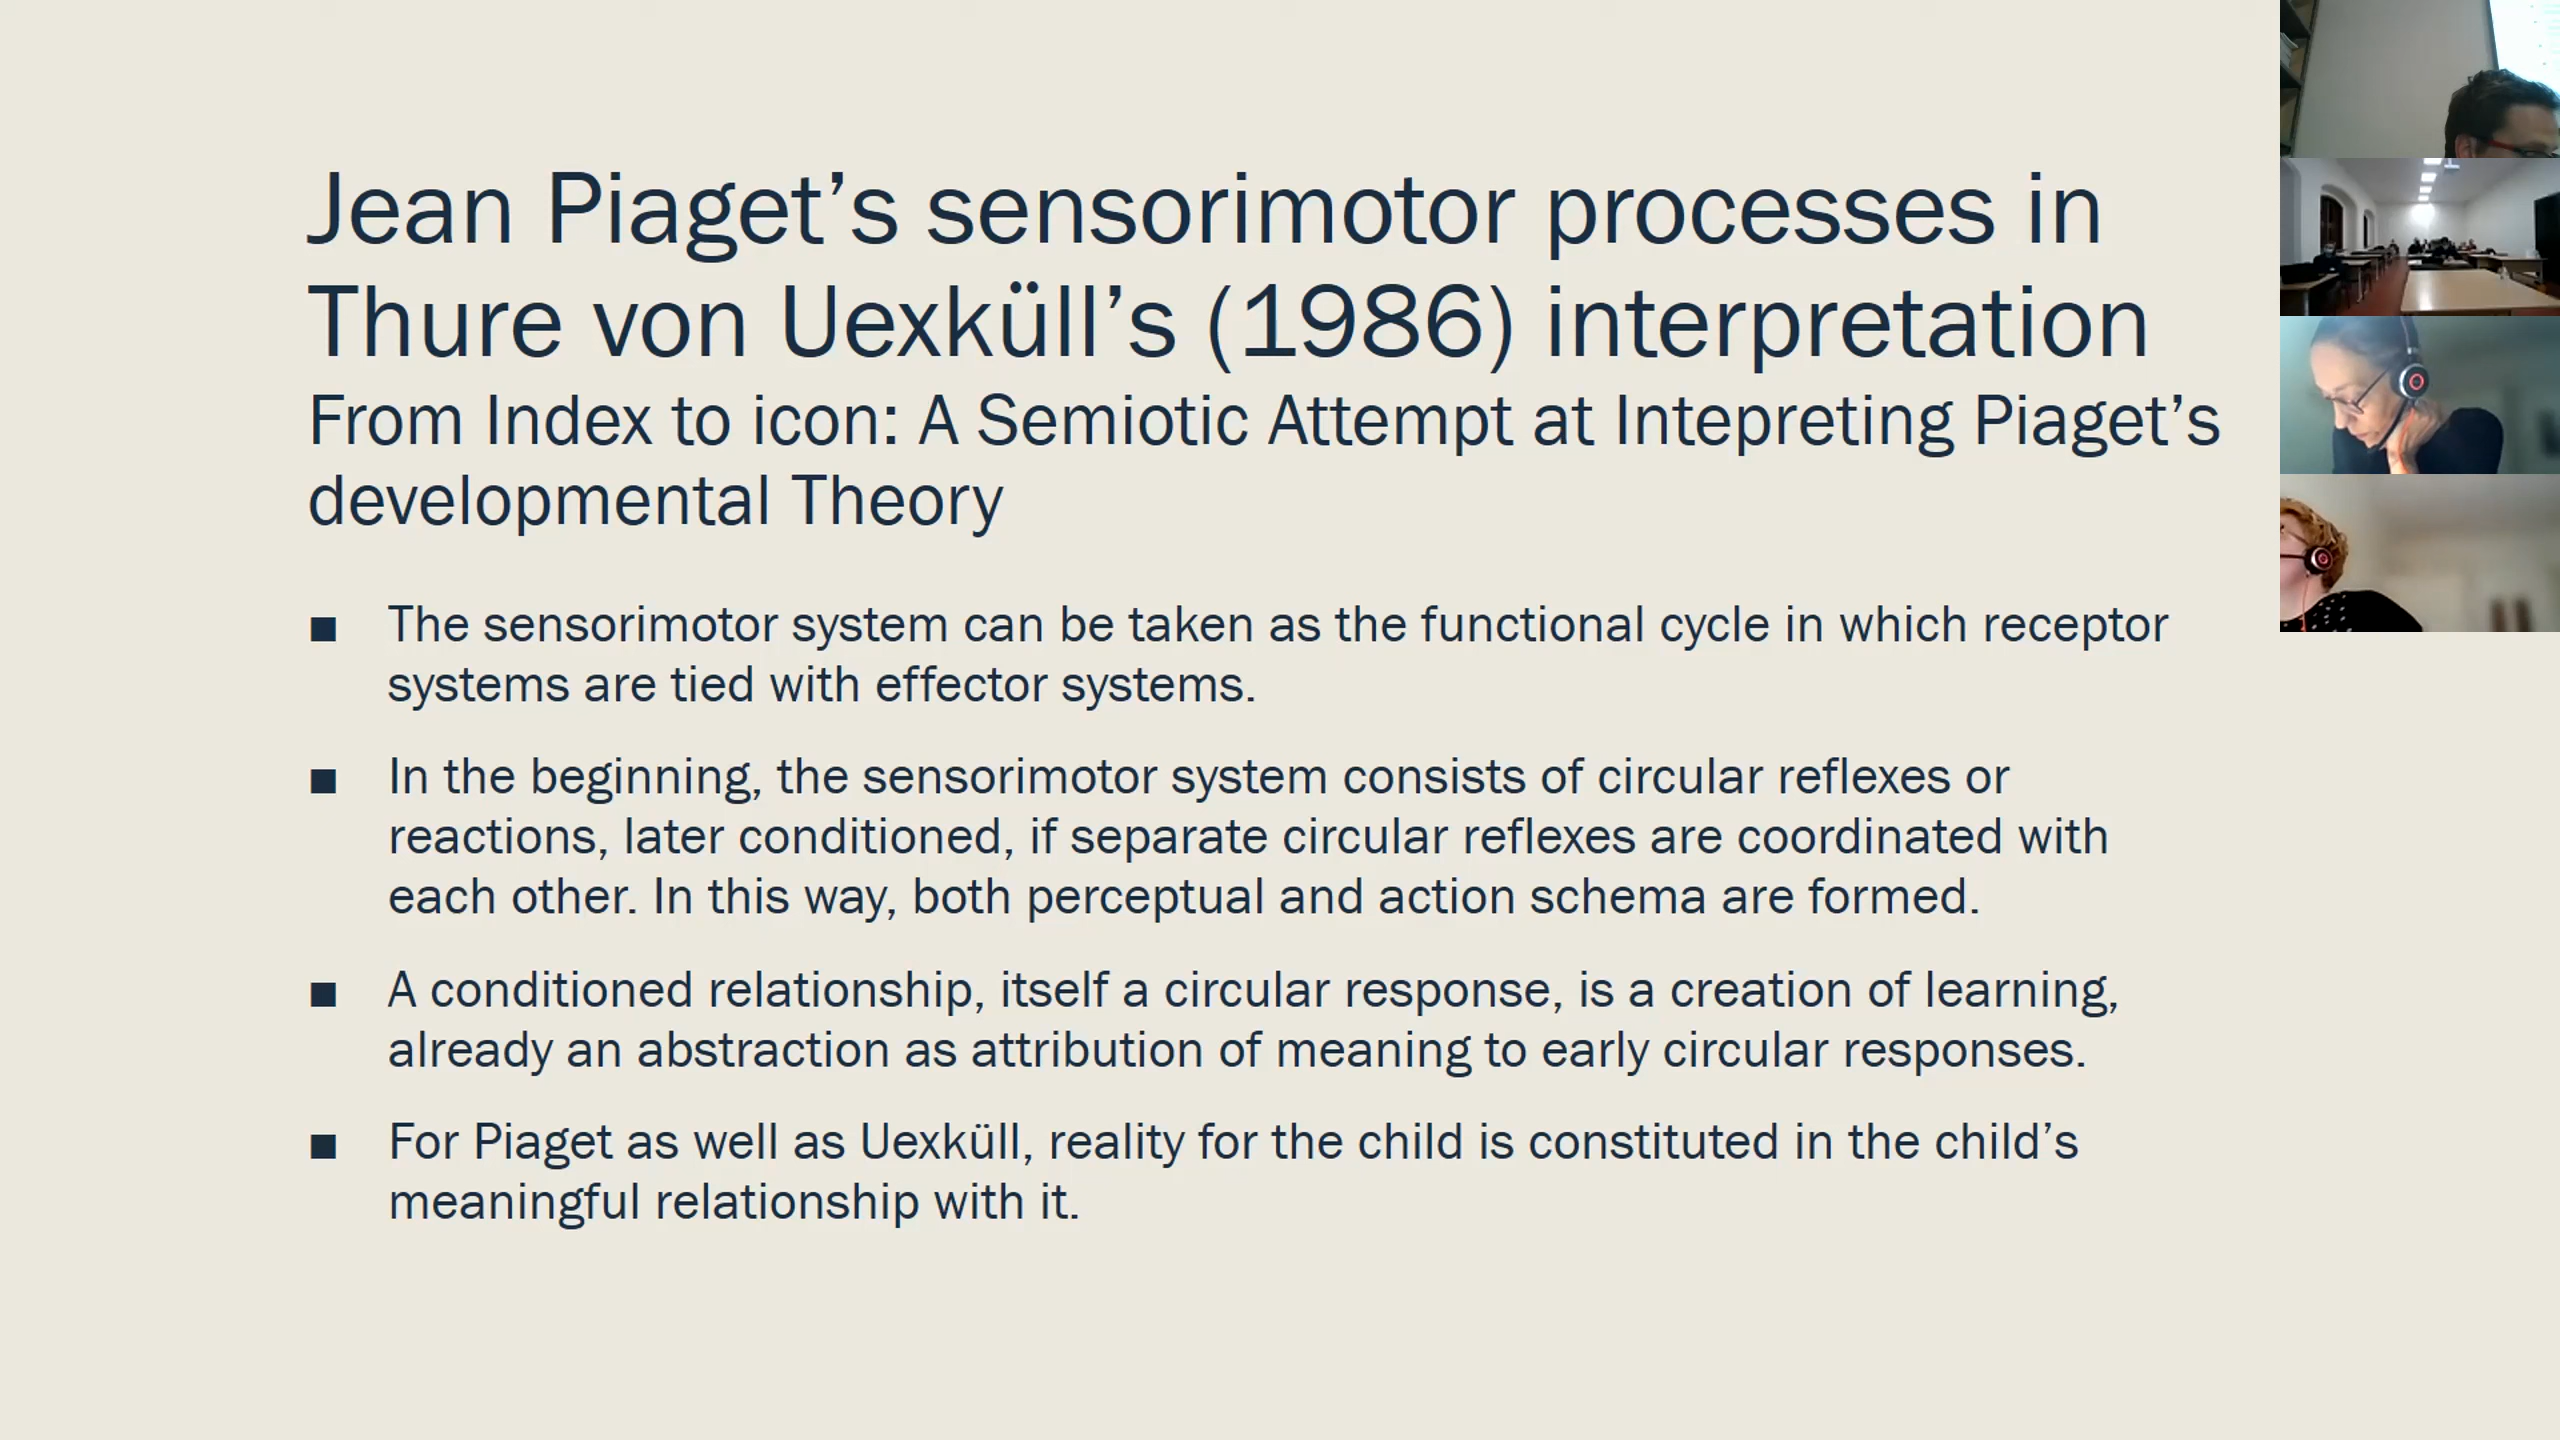 Jean Piaget’s sensorimotor processes in
Thure von Uexküll’s (1986) interpretation
From Index to icon: A Semiotic Attempt at Intepreting Piaget’s
developmental Theory
■ The sensorimotor system can be taken as the functional cycle in which receptor
systems are tied with effector systems.
■ In the beginning, the sensorimotor system consists of circular reflexes or
reactions, later conditioned, if separate circular reflexes are coordinated with
each other. In this way, both perceptual and action schema are formed.
■ A conditioned relationship, itself a circular response, is a creation of learning,
already an abstraction as attribution of meaning to early circular responses.
■ For Piaget as well as Uexküll, reality for the child is constituted in the child’s
meaningful relationship with it.